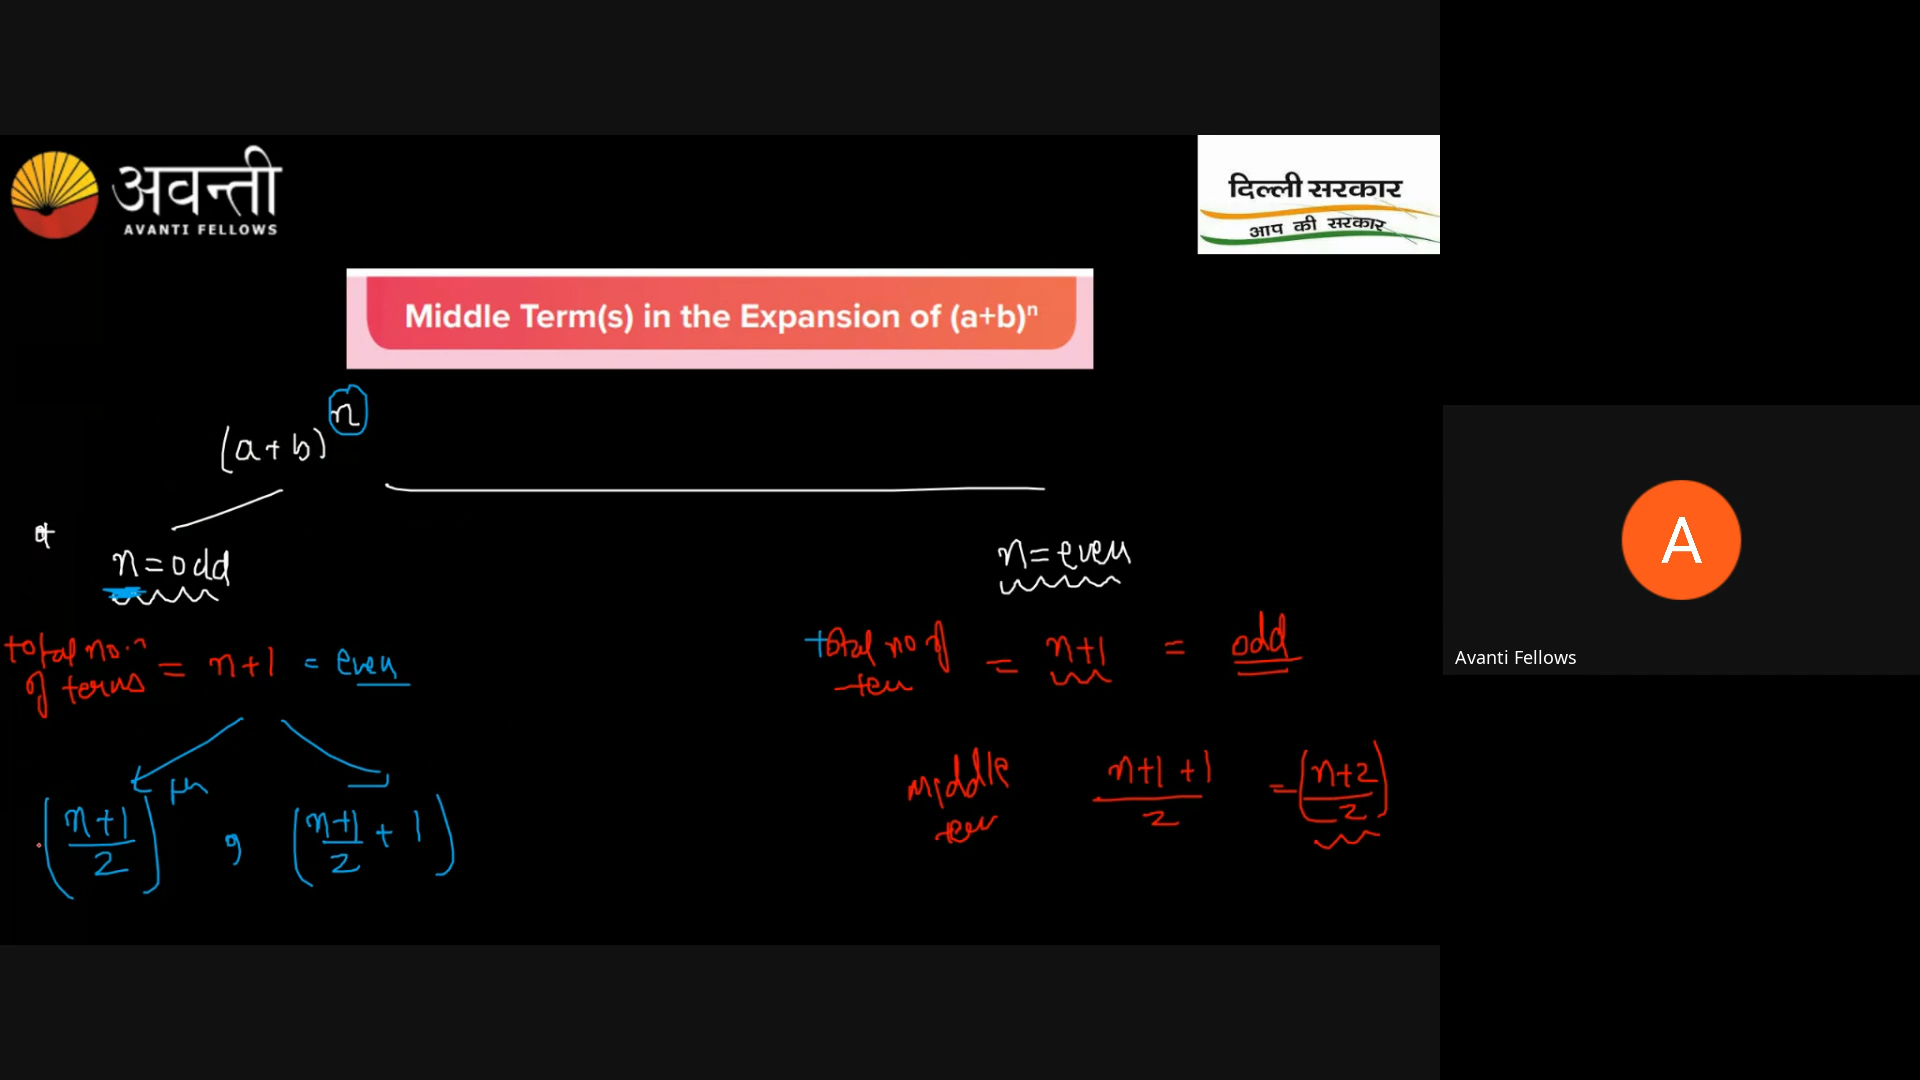 अवन्ती
AVANTI FELLOWS
दिल्ली सरकार
आप की सरकार
Middle Term(s) in the Expansion of (a+b)ⁿ
(a+b)ⁿ
n=odd
n=even
total no. of terms = n+1 = even
total no of ter = n+1 = odd
(n+1/2)th , (n+1/2 + 1)
middle ter n+1+1/2 = (n+2/2)
A
Avanti Fellows